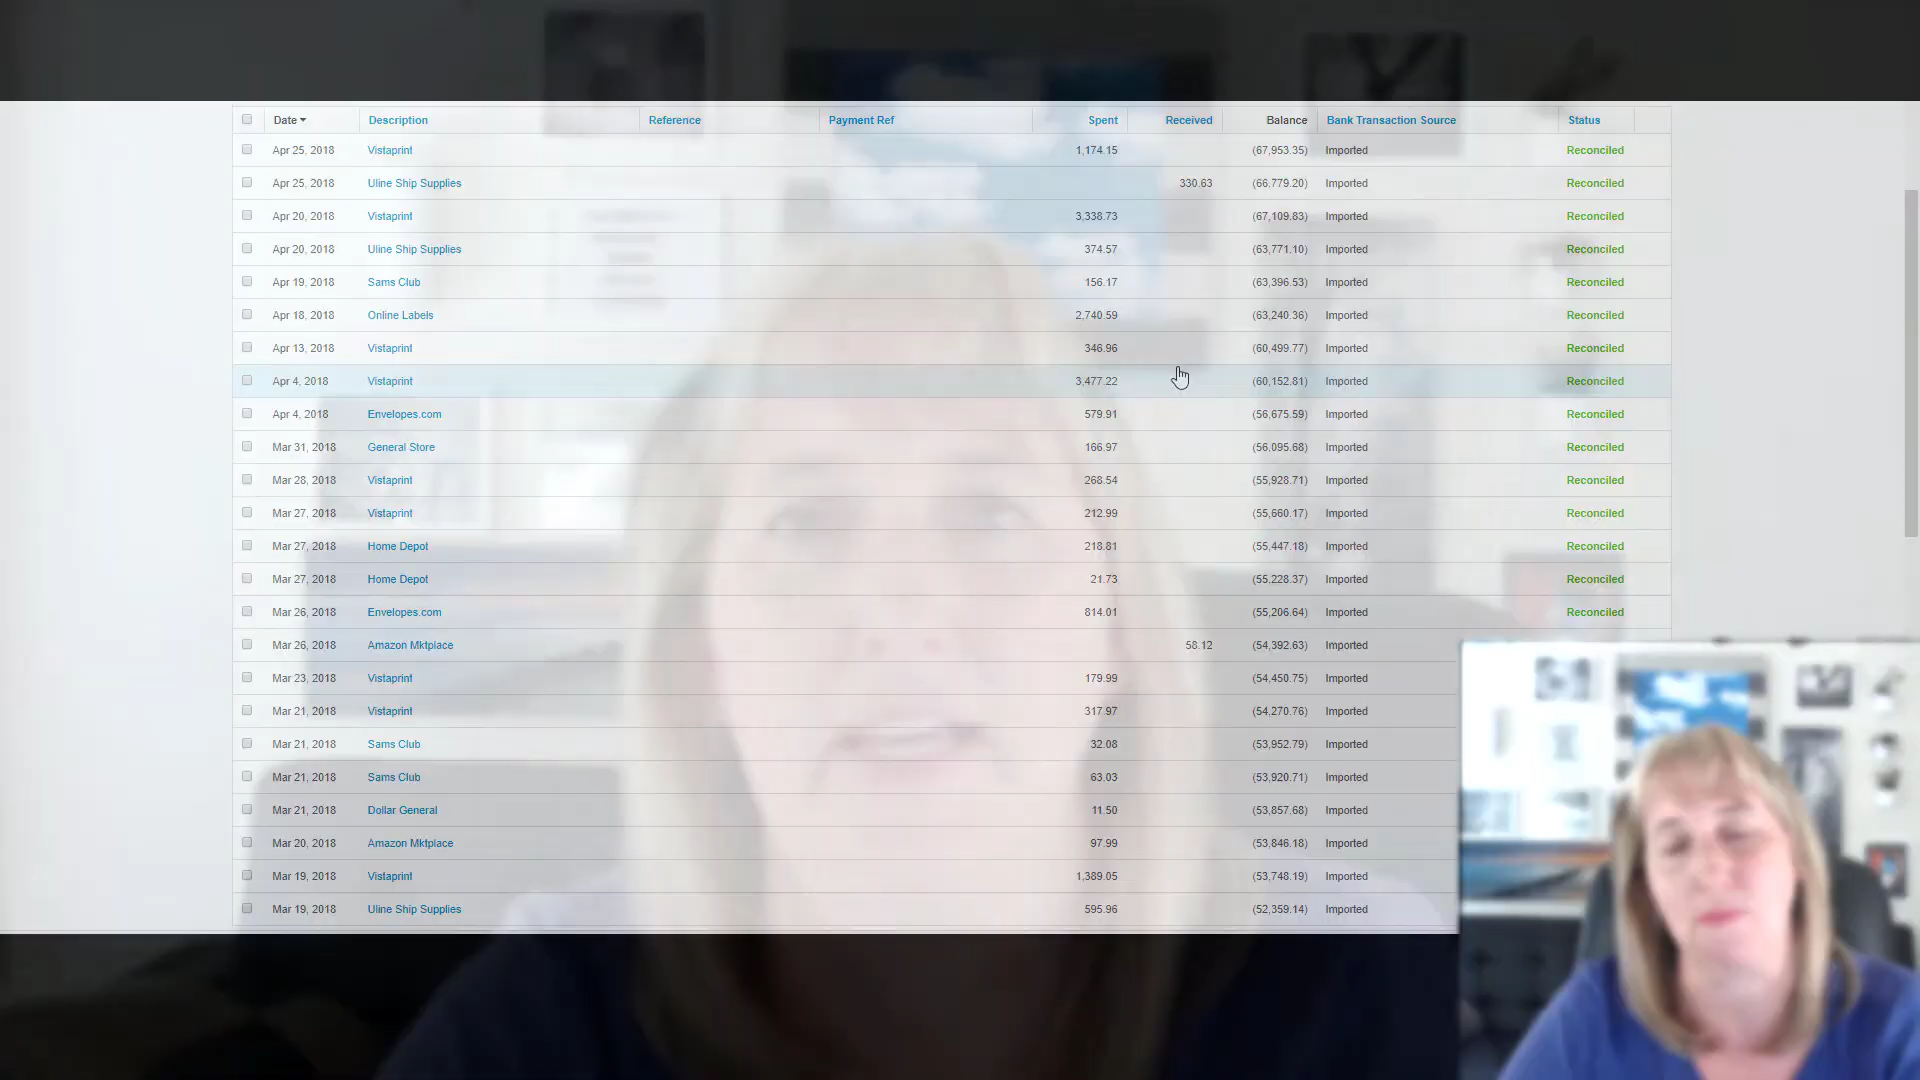 Date Description Reference Payment Ref Spent Received Balance Bank Transaction Source Status
Apr 25, 2018 Vistaprint 1,174.15 (67,953.35) Imported Reconciled
Apr 25, 2018 Uline Ship Supplies 330.63 (66,779.20) Imported Reconciled
Apr 20, 2018 Vistaprint 3,338.73 (67,109.83) Imported Reconciled
Apr 20, 2018 Uline Ship Supplies 374.57 (63,771.10) Imported Reconciled
Apr 19, 2018 Sams Club 156.17 (63,396.53) Imported Reconciled
Apr 18, 2018 Online Labels 2,740.59 (63,240.36) Imported Reconciled
Apr 13, 2018 Vistaprint 346.96 (60,499.77) Imported Reconciled
Apr 4, 2018 Vistaprint 3,477.22 (60,152.81) Imported Reconciled
Apr 4, 2018 Envelopes.com 579.91 (56,675.59) Imported Reconciled
Mar 31, 2018 General Store 166.97 (56,095.68) Imported Reconciled
Mar 28, 2018 Vistaprint 268.54 (55,928.71) Imported Reconciled
Mar 27, 2018 Vistaprint 212.99 (55,660.17) Imported Reconciled
Mar 27, 2018 Home Depot 218.81 (55,447.18) Imported Reconciled
Mar 27, 2018 Home Depot 21.73 (55,228.37) Imported Reconciled
Mar 26, 2018 Envelopes.com 814.01 (55,206.64) Imported Reconciled
Mar 26, 2018 Amazon Mktplace 58.12 (54,392.63) Imported
Mar 23, 2018 Vistaprint 179.99 (54,450.75) Imported
Mar 21, 2018 Vistaprint 317.97 (54,270.76) Imported
Mar 21, 2018 Sams Club 32.08 (53,952.79) Imported
Mar 21, 2018 Sams Club 63.03 (53,920.71) Imported
Mar 21, 2018 Dollar General 11.50 (53,857.68) Imported
Mar 20, 2018 Amazon Mktplace 97.99 (53,846.18) Imported
Mar 19, 2018 Vistaprint 1,389.05 (53,748.19) Imported
Mar 19, 2018 Uline Ship Supplies 595.96 (52,359.14) Imported